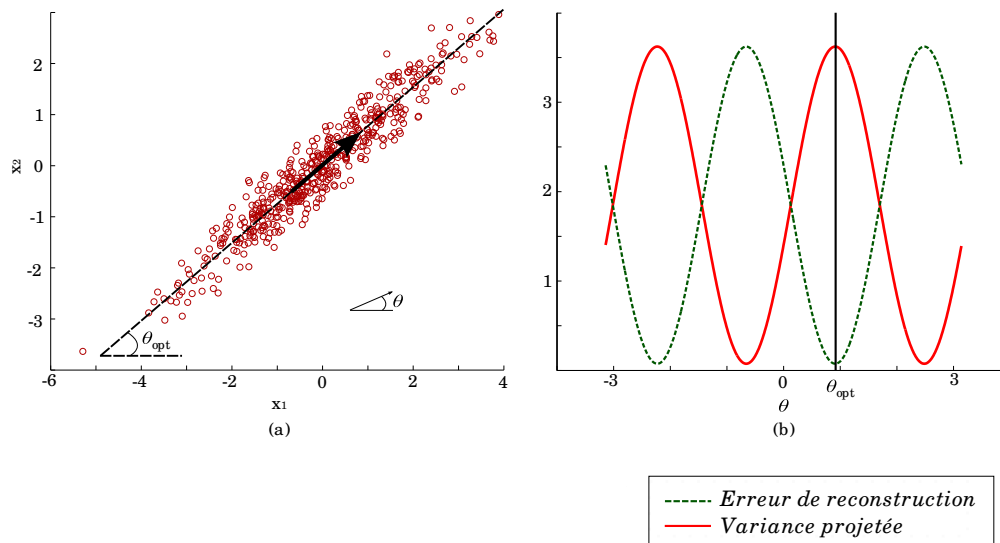 2
1
0
-1
-2
-3
x2
-6
-4
-2
0
2
4
x1
(a)
θopt
θ
3
2
1
-3
0
3
θopt
θ
(b)
Erreur de reconstruction
Variance projetée